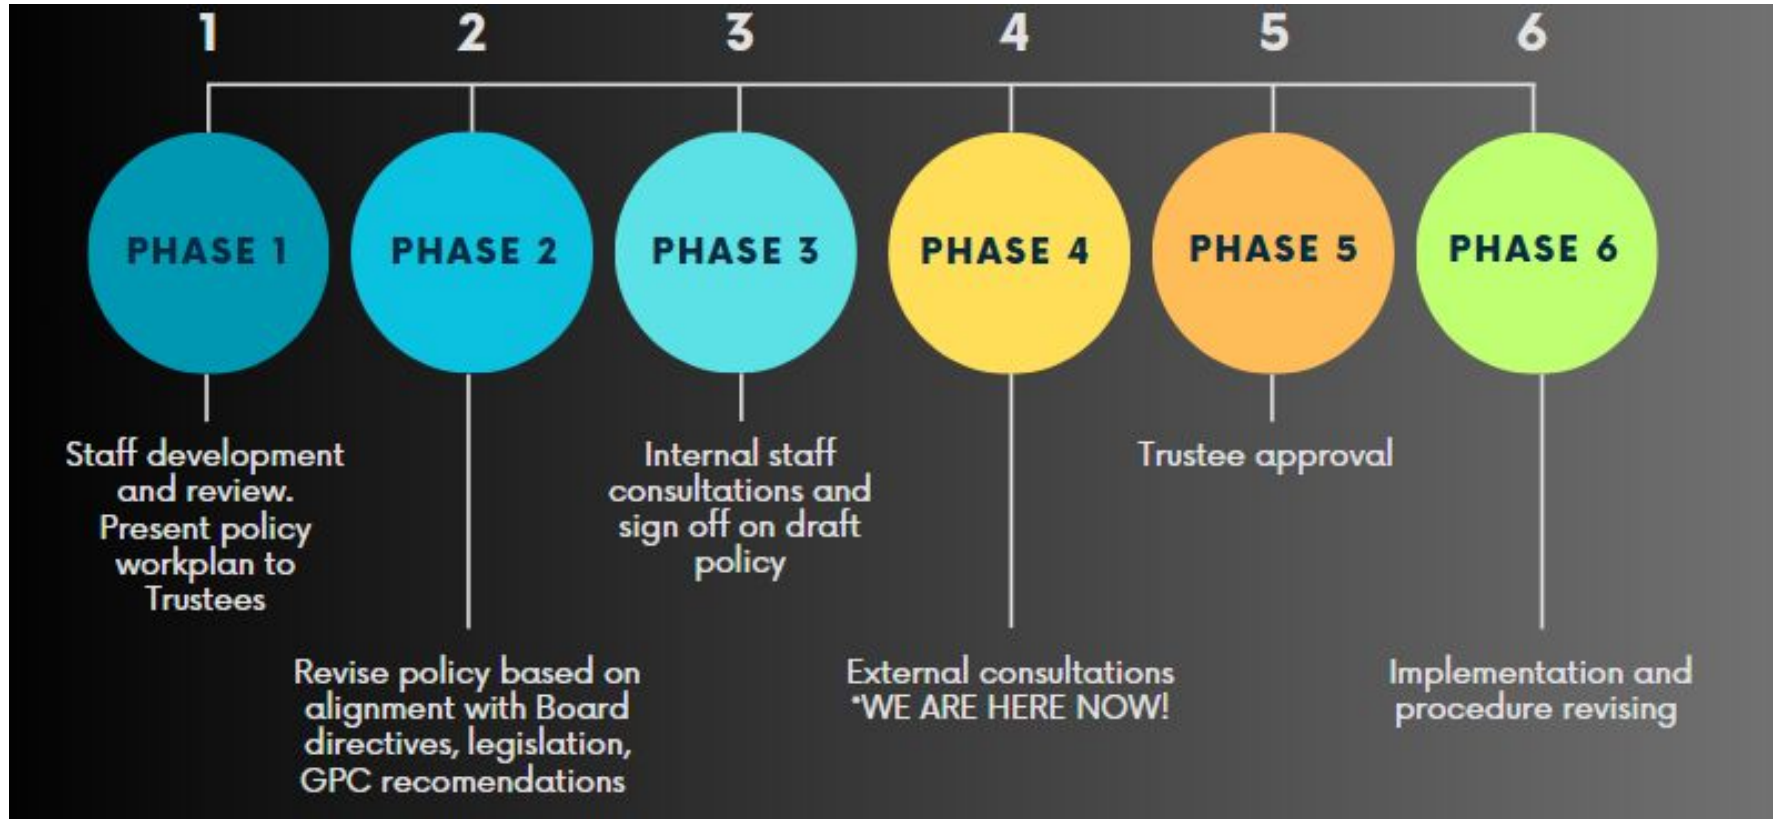 1
2
3
4
5
6
PHASE 1
PHASE 2
PHASE 3
PHASE 4
PHASE 5
PHASE 6
Staff development
and review.
Present policy
workplan to
Trustees
Revise policy based on
alignment with Board
directives, legislation,
GPC recomendations
Internal staff
consultations and
sign off on draft
policy
External consultations
*WE ARE HERE NOW!
Trustee approval
Implementation and
procedure revising